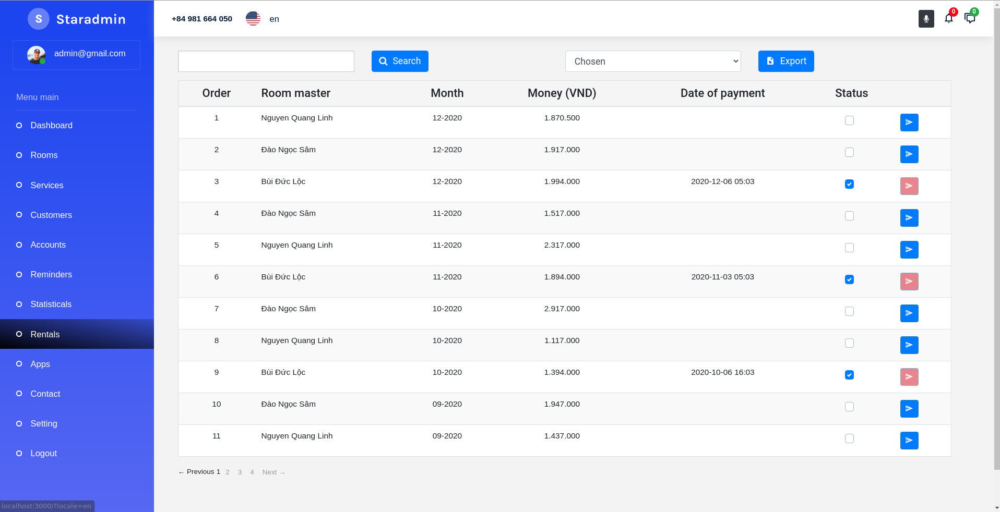 S Staradmin
admin@gmail.com
Menu main
Dashboard
Rooms
Services
Customers
Accounts
Reminders
Statisticals
Rentals
Apps
Contact
Setting
Logout
localhost:3000/?locale=en
+84 981 664 050 en 0 0
Search Chosen Export
Order Room master Month Money (VND) Date of payment Status
1 Nguyen Quang Linh 12-2020 1.870.500
2 Đào Ngọc Sâm 12-2020 1.917.000
3 Bùi Đức Lộc 12-2020 1.994.000 2020-12-06 05:03
4 Đào Ngọc Sâm 11-2020 1.517.000
5 Nguyen Quang Linh 11-2020 2.317.000
6 Bùi Đức Lộc 11-2020 1.894.000 2020-11-03 05:03
7 Đào Ngọc Sâm 10-2020 2.917.000
8 Nguyen Quang Linh 10-2020 1.117.000
9 Bùi Đức Lộc 10-2020 1.394.000 2020-10-06 16:03
10 Đào Ngọc Sâm 09-2020 1.947.000
11 Nguyen Quang Linh 09-2020 1.437.000
← Previous 1 2 3 4 Next →